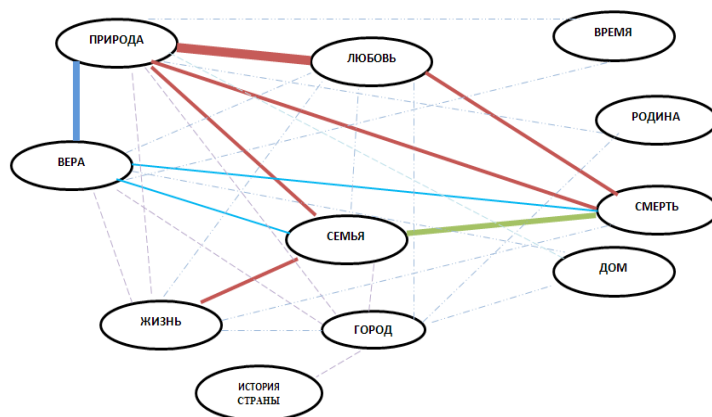 ПРИРОДА
ВРЕМЯ
ЛЮБОВЬ
РОДИНА
ВЕРА
СМЕРТЬ
СЕМЬЯ
ДОМ
ЖИЗНЬ
ГОРОД
ИСТОРИЯ
СТРАНЫ